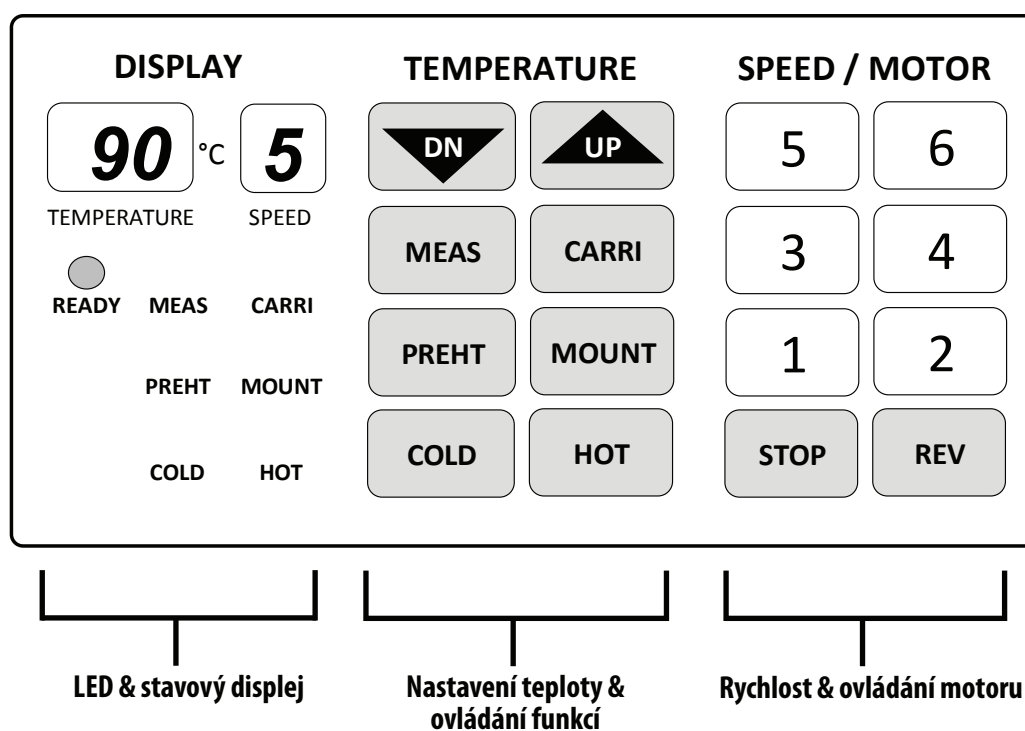 DISPLAY
90 °C 5
TEMPERATURE SPEED
READY MEAS CARRI
PREHT MOUNT
COLD HOT
TEMPERATURE
DN UP
MEAS CARRI
PREHT MOUNT
COLD HOT
SPEED / MOTOR
5 6
3 4
1 2
STOP REV
LED & stavový displej
Nastavení teploty &
ovládání funkcí
Rychlost & ovládání motoru